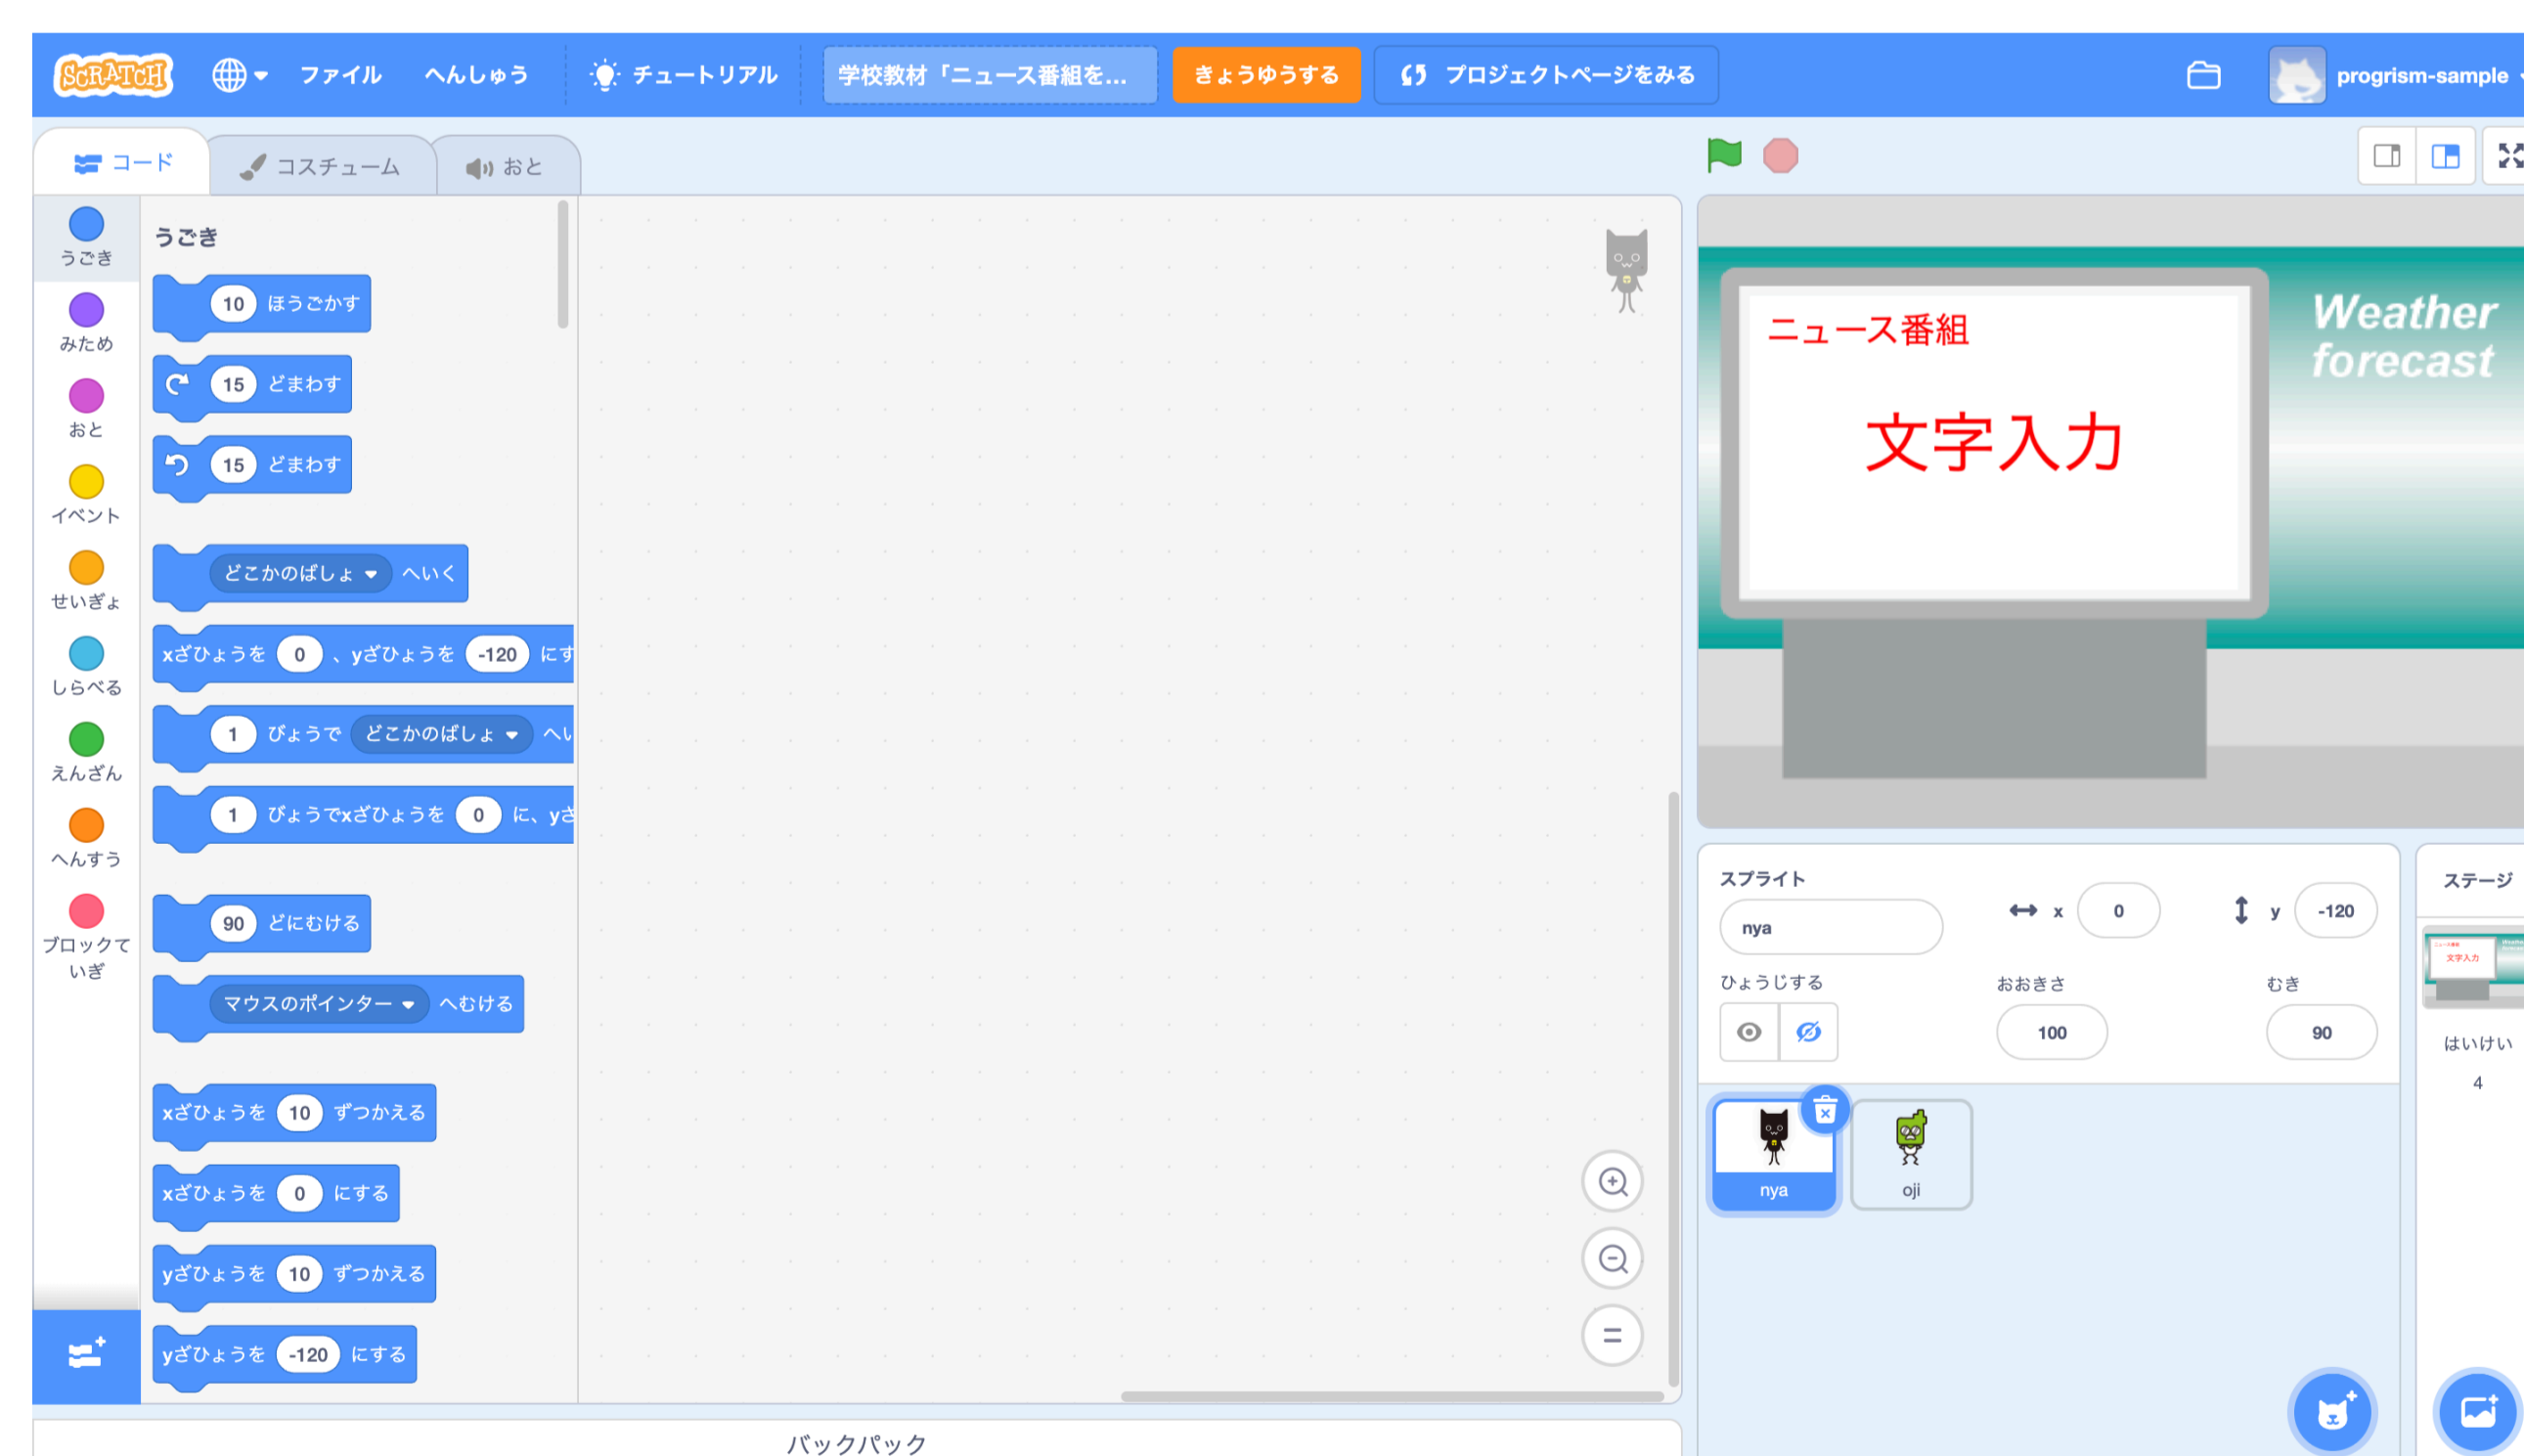 SCRATCH
ファイル
へんしゅう
チュートリアル
学校教材「ニュース番組を...
きょうゆうする
プロジェクトページをみる
progrism-sample
コード
コスチューム
おと
うごき
みため
おと
イベント
せいぎょ
しらべる
えんざん
へんすう
ブロックて
いぎ
うごき
10 ほうごかす
15 どまわす
15 どまわす
どこかのばしょ へいく
xざひょうを 0 、yざひょうを -120 にす
1 びょうで どこかのばしょ へい
1 びょうでxざひょうを 0 に、yざ
90 どにむける
マウスのポインター へむける
xざひょうを 10 ずつかえる
xざひょうを 0 にする
yざひょうを 10 ずつかえる
yざひょうを -120 にする
バックパック
ニュース番組
文字入力
Weather
forecast
スプライト
nya
x 0
y -120
ひょうじする
おおきさ
100
むき
90
nya
oji
ステージ
文字入力
はいけい
4